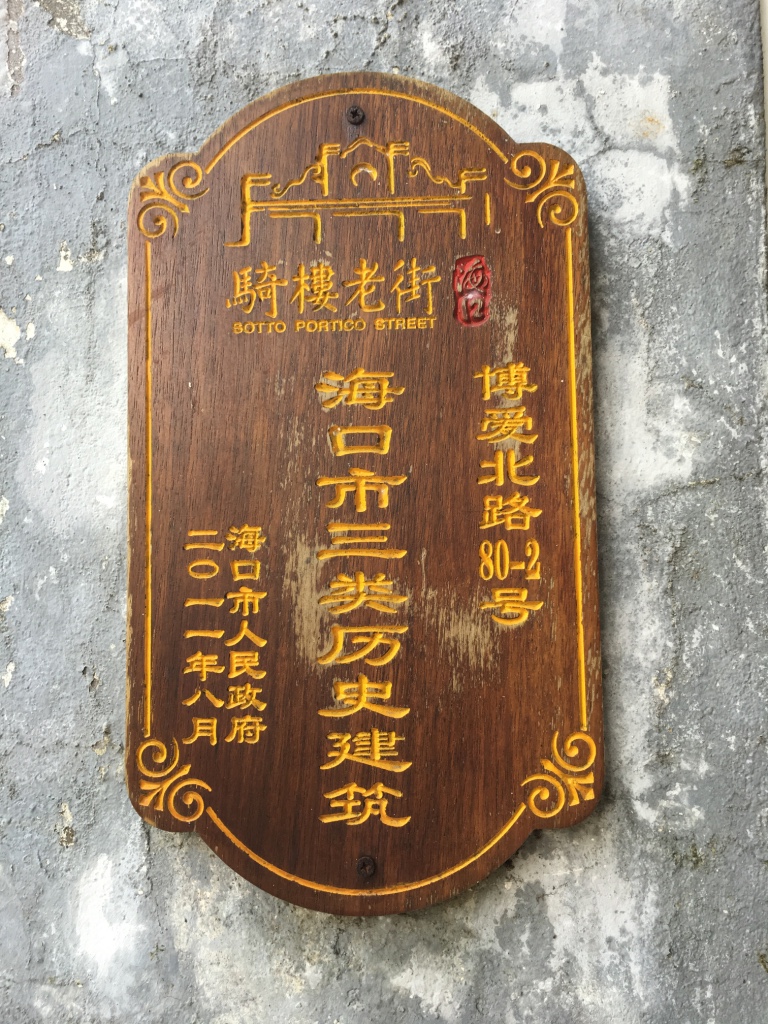 騎樓老街
海口
BOTTO PORTICO STREET
博爱北路80-2号
海口市三类历史建筑
海口市人民政府
二〇一一年八月